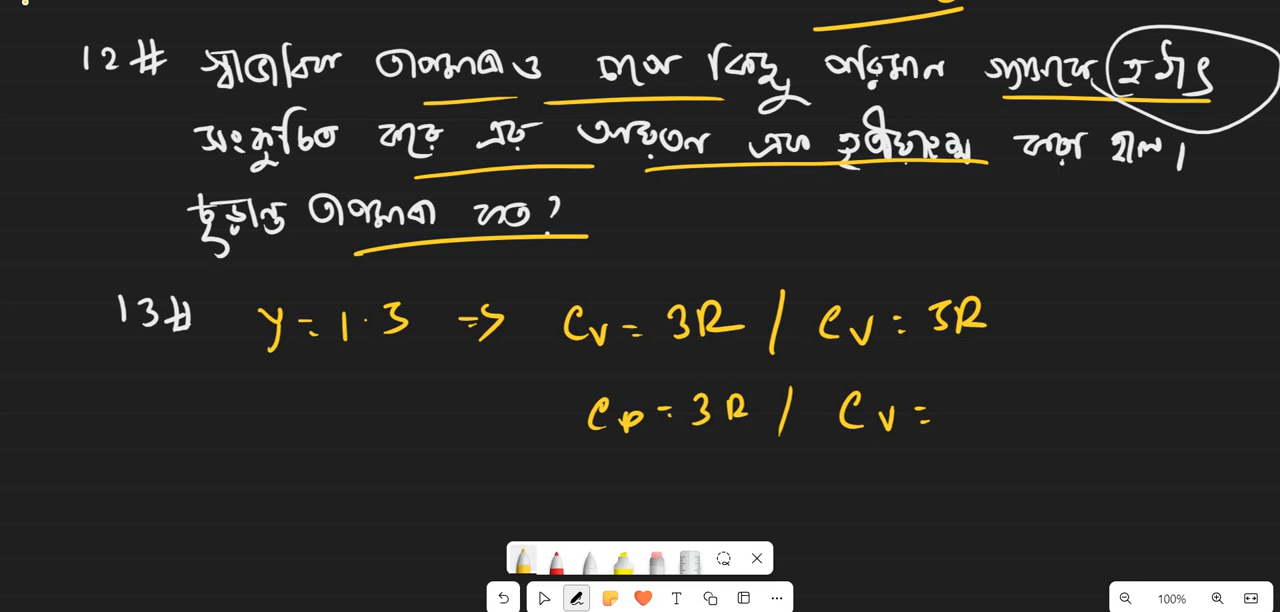 12# স্বাভাবিক তাপমাত্রা ও চাপে কিছু পরিমান গ্যাসকে হঠাৎ
সংকুচিত করে এর আয়তন এক তৃতীয়াংশ করা হলো।
চূড়ান্ত তাপমাত্রা কত?
13# γ = 1.3 => Cv = 3R / Cv = 3R
Cp = 3R / Cv =
100%